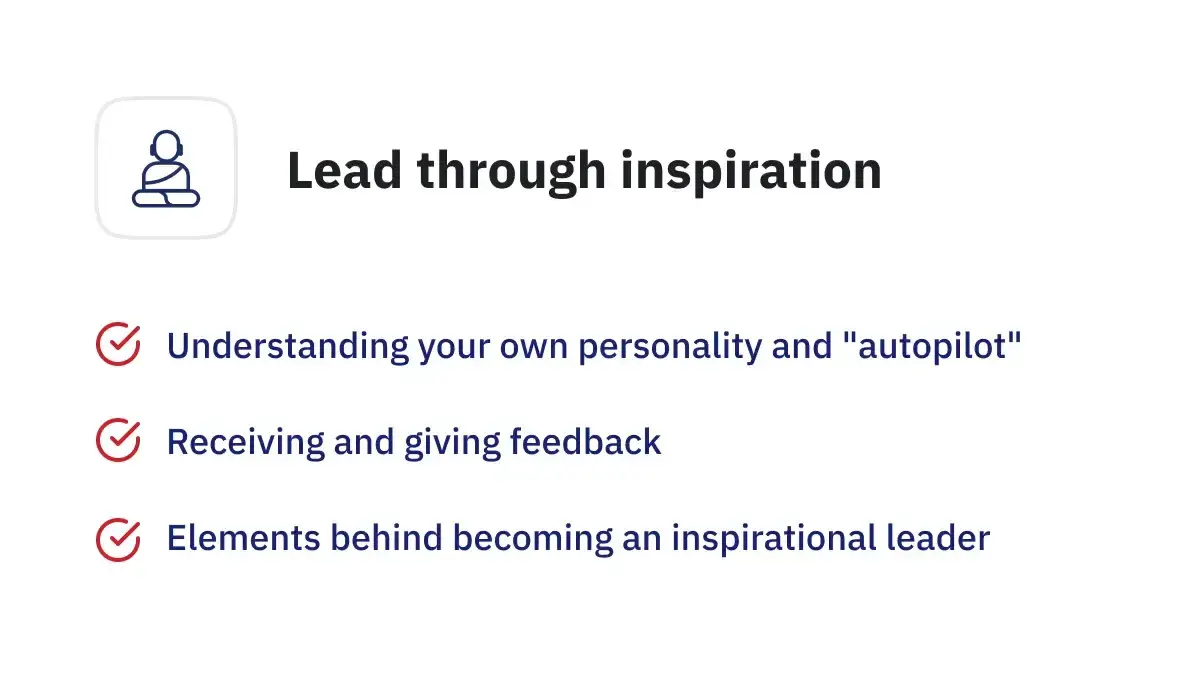 Lead through inspiration
Understanding your own personality and "autopilot"
Receiving and giving feedback
Elements behind becoming an inspirational leader